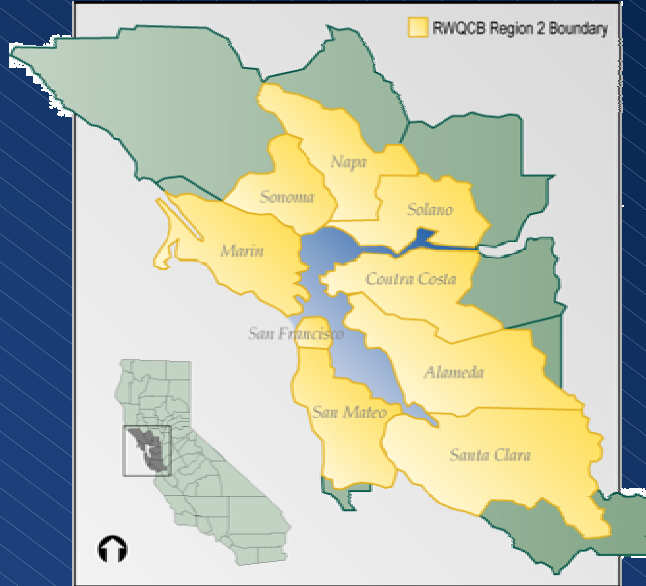 RWQCB Region 2 Boundary
Napa
Sonoma
Solano
Marin
Contra Costa
San Francisco
Alameda
San Mateo
Santa Clara